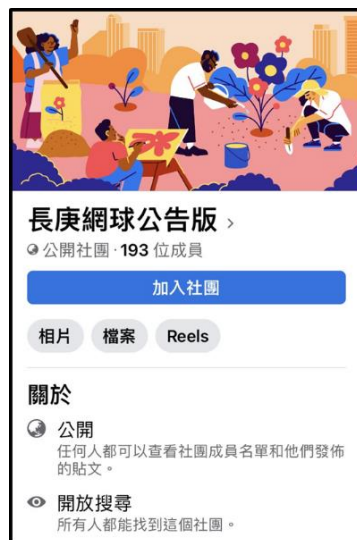 長庚網球公告版 >
公開社團 · 193 位成員
加入社團
相片 檔案 Reels
關於
公開
任何人都可以查看社團成員名單和他們發佈
的貼文。
開放搜尋
所有人都能找到這個社團。